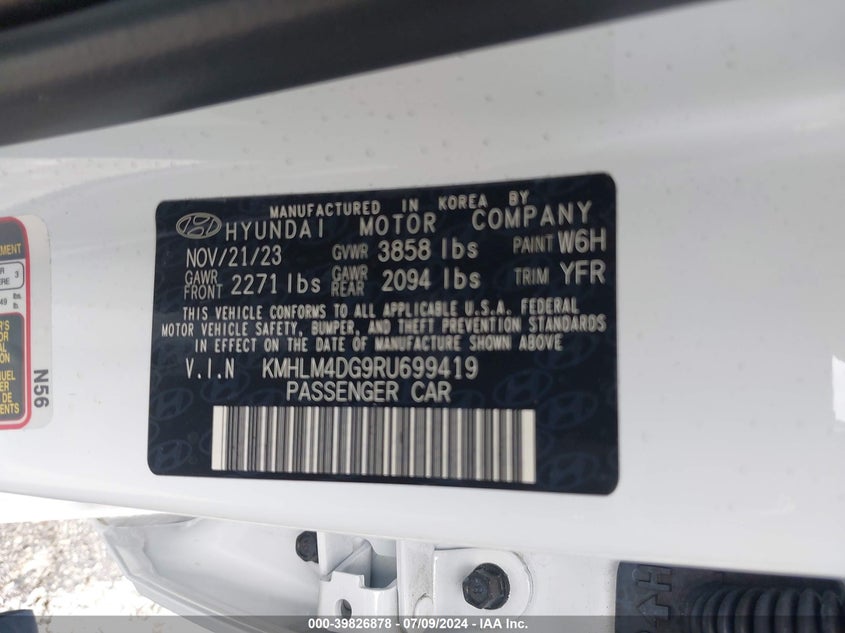 MANUFACTURED IN KOREA BY
HYUNDAI MOTOR COMPANY
NOV/21/23 GVWR 3858 lbs PAINT W6H
GAWR FRONT 2271 lbs GAWR REAR 2094 lbs TRIM YFR
THIS VEHICLE CONFORMS TO ALL APPLICABLE U.S.A. FEDERAL
MOTOR VEHICLE SAFETY, BUMPER, AND THEFT PREVENTION STANDARDS
IN EFFECT ON THE DATE OF MANUFACTURE SHOWN ABOVE
V.I.N KMHLM4DG9RU699419
PASSENGER CAR
N56
000-39826878 - 07/09/2024 - IAA Inc.